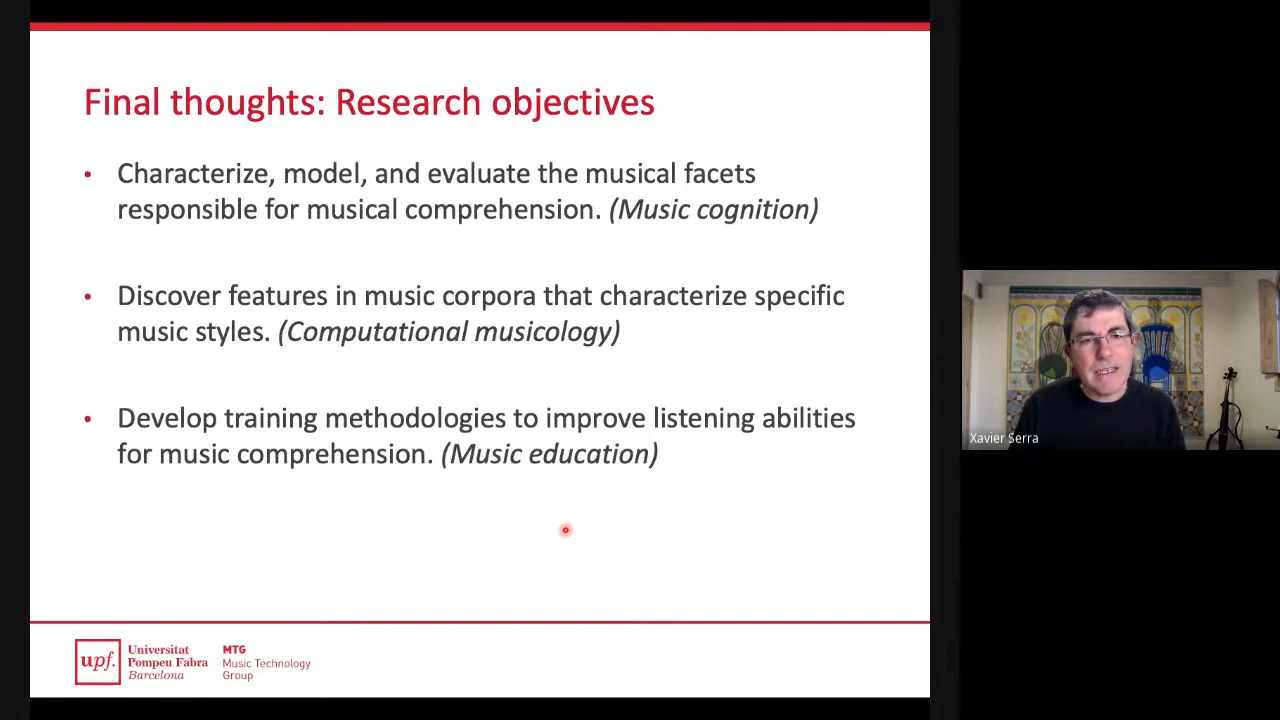 Final thoughts: Research objectives
• Characterize, model, and evaluate the musical facets
responsible for musical comprehension. (Music cognition)
• Discover features in music corpora that characterize specific
music styles. (Computational musicology)
• Develop training methodologies to improve listening abilities
for music comprehension. (Music education)
Xavier Serra
upf.
Universitat
Pompeu Fabra
Barcelona
MTG
Music Technology
Group